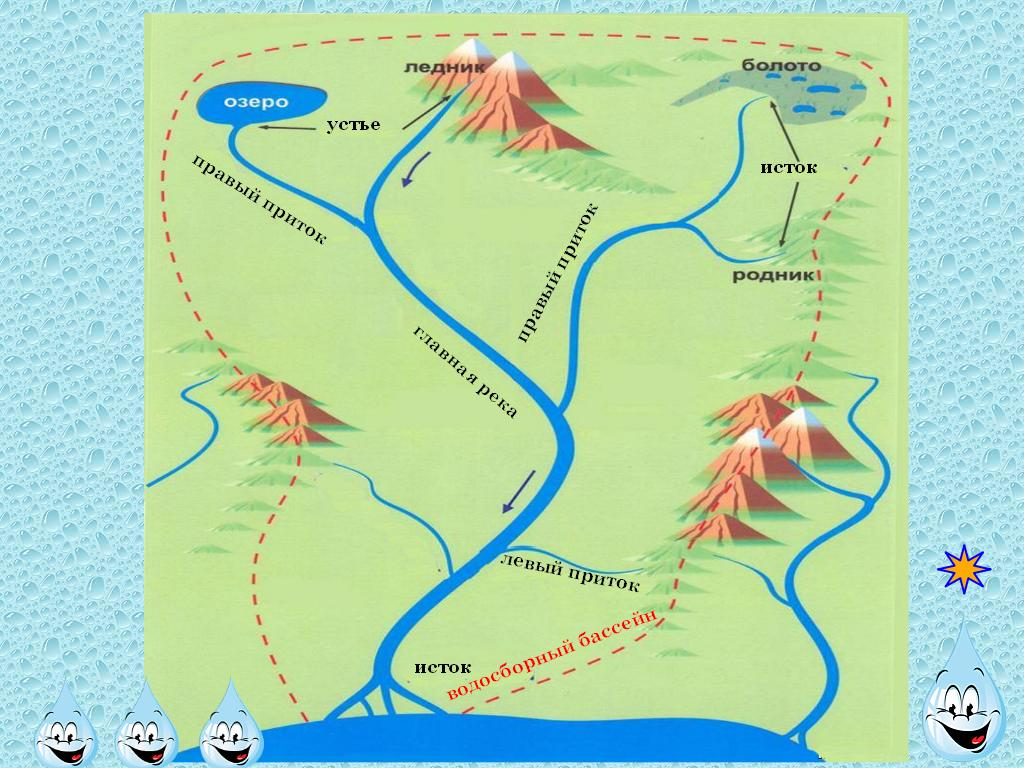 ледник
болото
озеро
устье
исток
правый приток
правый приток
родник
главная река
левый приток
водосборный бассейн
исток